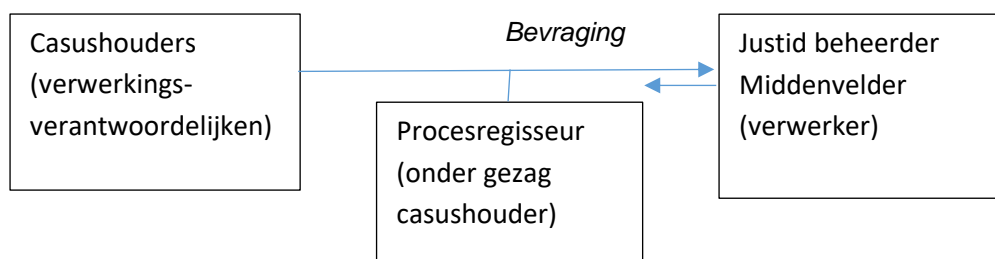 Casushouders
(verwerkings-
verantwoordelijken)
Bevraging
Procesregisseur
(onder gezag
casushouder)
Justid beheerder
Middenvelder
(verwerker)